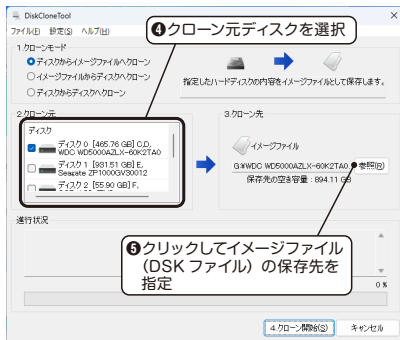 DiskCloneTool
ファイル(F) 設定(S) ヘルプ(H)
❹クローン元ディスクを選択
1.クローンモード
ディスクからイメージファイルへクローン
イメージファイルからディスクへクローン
ディスクからディスクへクローン
指定したハードディスクの内容をイメージファイルとして保存します。
2.クローン元
ディスク
ディスク 0 [465.76 GB] C,D,
WDC WD5000AZLX-60K2TA0
ディスク 1 [931.51 GB] E,
Seagate ZP1000GV30012
ディスク 2 [55.90 GB] F,
3.クローン先
イメージファイル
G:¥WDC WD5000AZLX-60K2TA0
参照(R)
保存先の空き容量 : 894.11 GB
進行状況
❺クリックしてイメージファイル
(DSK ファイル)の保存先を
指定
0 %
4.クローン開始(S)
キャンセル